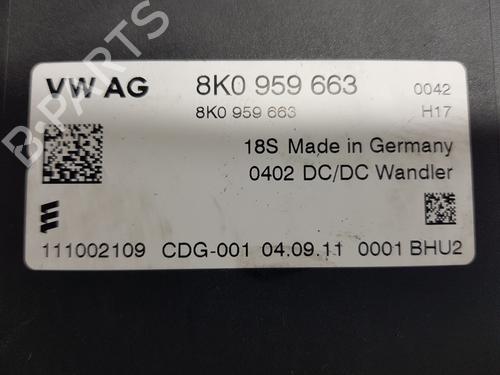 VW AG 8K0 959 663 0042
8K0 959 663 H17
18S Made in Germany
0402 DC/DC Wandler
111002109 CDG-001 04.09.11 0001 BHU2
B-PARTS